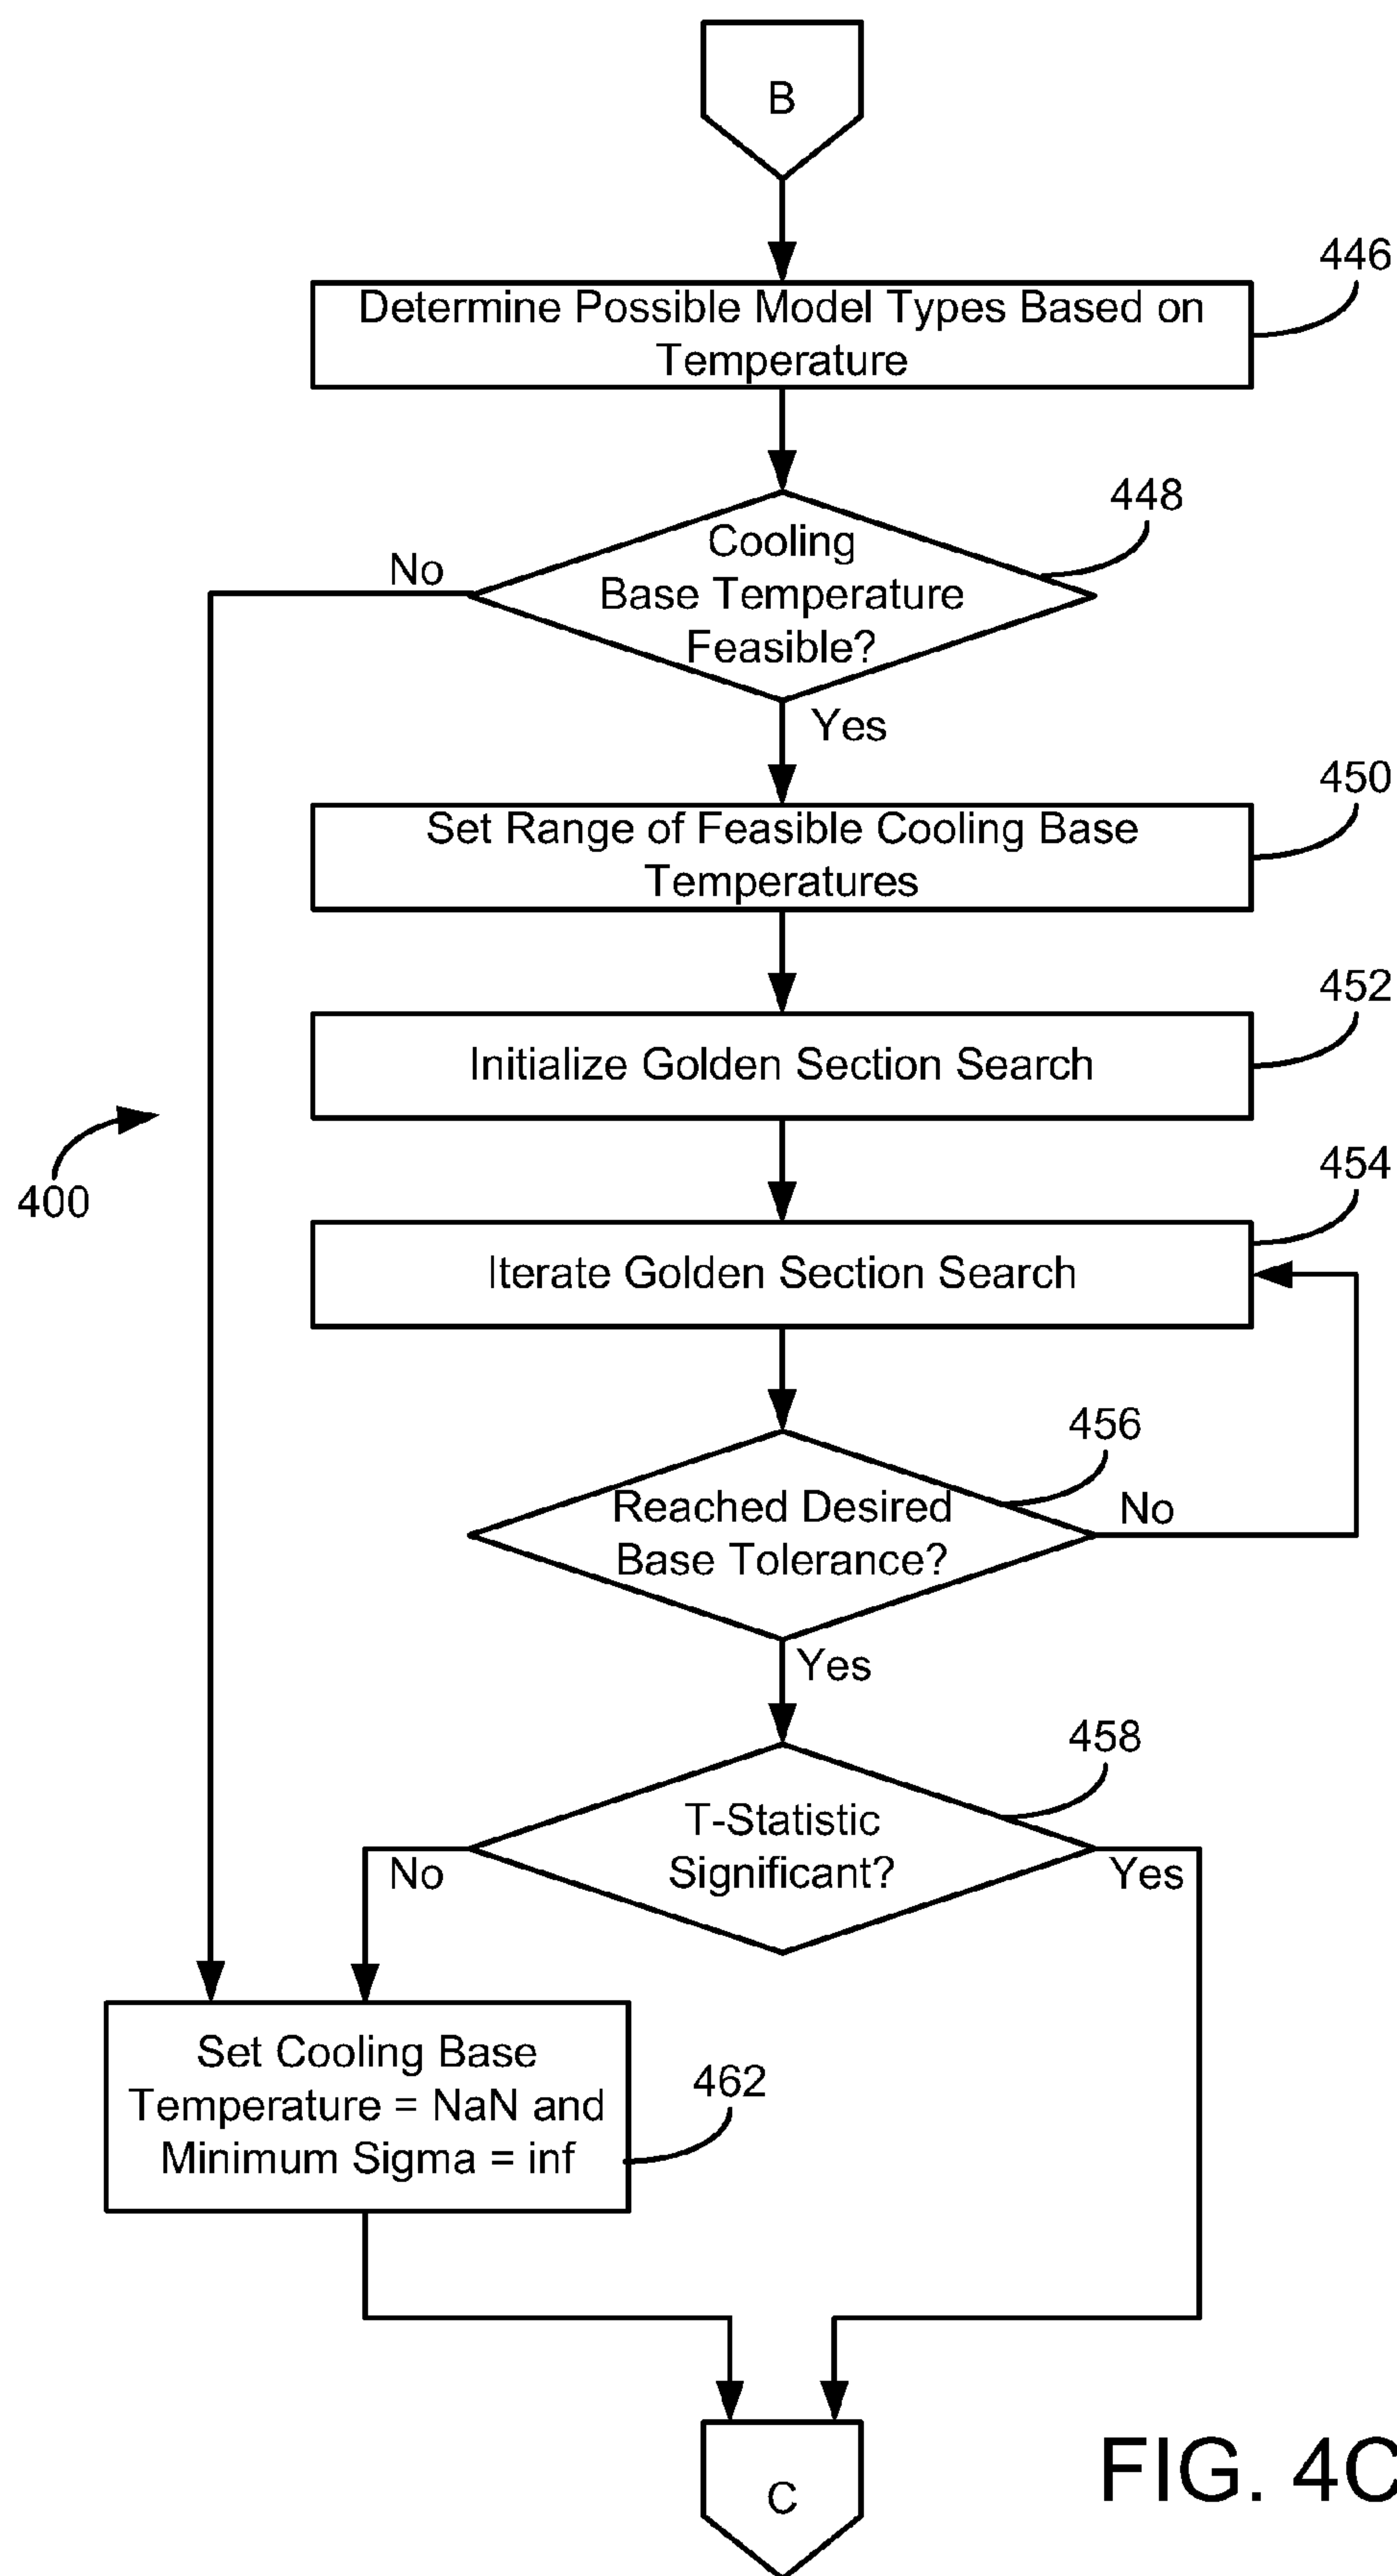 B
446
Determine Possible Model Types Based on
Temperature
448
No
Cooling
Base Temperature
Feasible?
Yes
450
Set Range of Feasible Cooling Base
Temperatures
452
Initialize Golden Section Search
400
454
Iterate Golden Section Search
456
Reached Desired
Base Tolerance?
No
Yes
458
T-Statistic
Significant?
No
Yes
Set Cooling Base
Temperature = NaN and
Minimum Sigma = inf
462
C
FIG. 4C